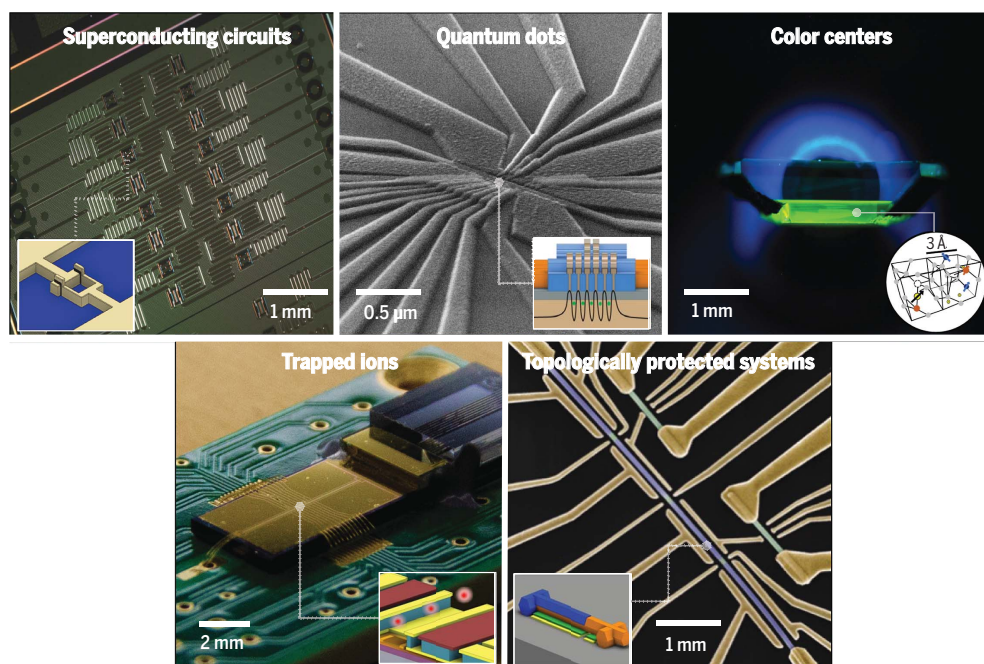 Superconducting circuits
Quantum dots
Color centers
1 mm
0.5 µm
1 mm
3 Å
Trapped ions
Topologically protected systems
2 mm
1 mm